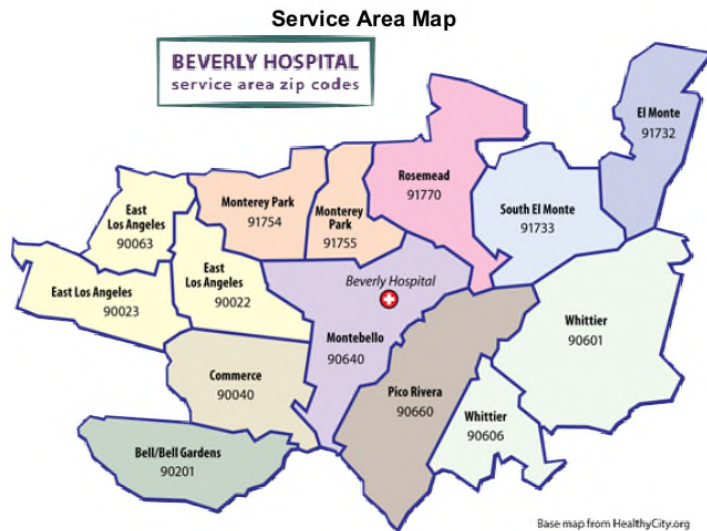 Service Area Map
BEVERLY HOSPITAL
service area zip codes
El Monte
91732
Rosemead
91770
East
Los Angeles
90063
Monterey Park
91754
Monterey
Park
91755
South El Monte
91733
East
Los Angeles
90022
Beverly Hospital
East Los Angeles
90023
Whittier
90601
Montebello
90640
Commerce
90040
Pico Rivera
90660
Whittier
90606
Bell/Bell Gardens
90201
Base map from HealthyCity.org